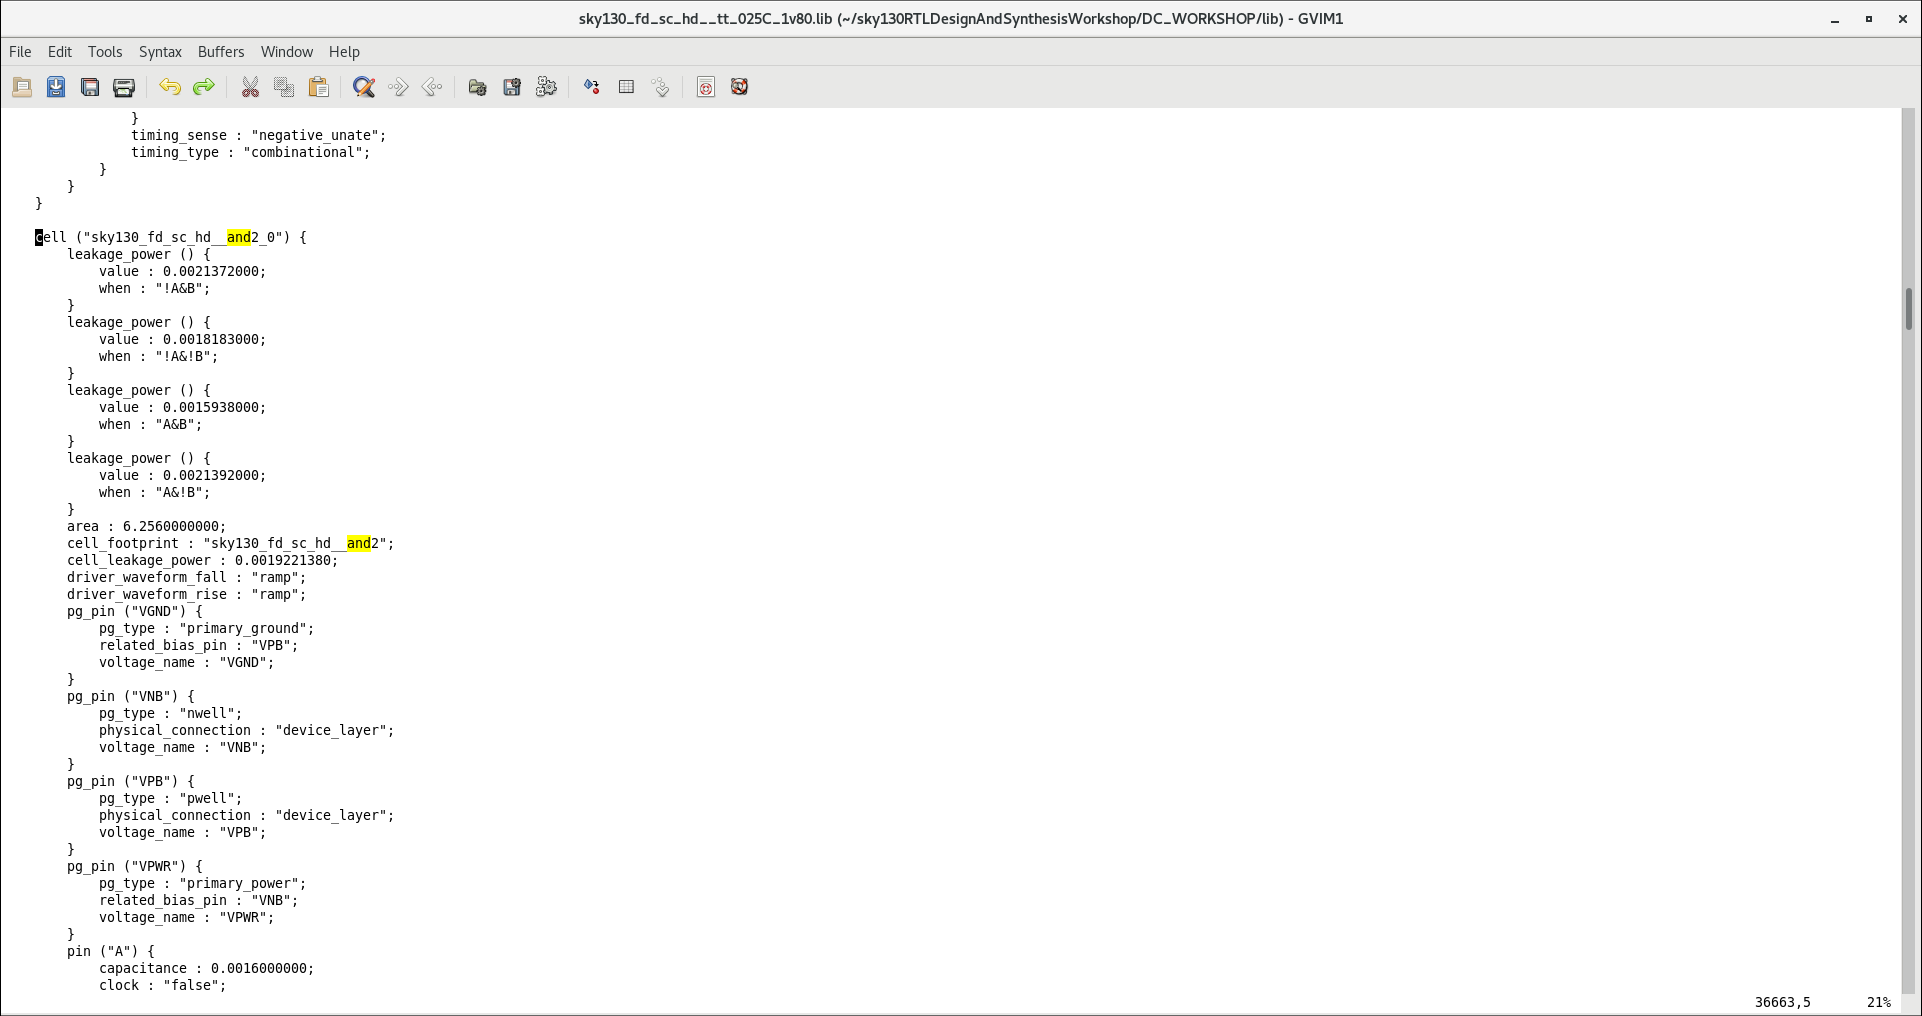 sky130_fd_sc_hd__tt_025C_1v80.lib (~/sky130RTLDesignAndSynthesisWorkshop/DC_WORKSHOP/lib) - GVIM1
File Edit Tools Syntax Buffers Window Help
            }
            timing_sense : "negative_unate";
            timing_type : "combinational";
        }
    }
}
cell ("sky130_fd_sc_hd__and2_0") {
    leakage_power () {
        value : 0.0021372000;
        when : "!A&B";
    }
    leakage_power () {
        value : 0.0018183000;
        when : "!A&!B";
    }
    leakage_power () {
        value : 0.0015938000;
        when : "A&B";
    }
    leakage_power () {
        value : 0.0021392000;
        when : "A&!B";
    }
    area : 6.2560000000;
    cell_footprint : "sky130_fd_sc_hd__and2";
    cell_leakage_power : 0.0019221380;
    driver_waveform_fall : "ramp";
    driver_waveform_rise : "ramp";
    pg_pin ("VGND") {
        pg_type : "primary_ground";
        related_bias_pin : "VPB";
        voltage_name : "VGND";
    }
    pg_pin ("VNB") {
        pg_type : "nwell";
        physical_connection : "device_layer";
        voltage_name : "VNB";
    }
    pg_pin ("VPB") {
        pg_type : "pwell";
        physical_connection : "device_layer";
        voltage_name : "VPB";
    }
    pg_pin ("VPWR") {
        pg_type : "primary_power";
        related_bias_pin : "VNB";
        voltage_name : "VPWR";
    }
    pin ("A") {
        capacitance : 0.0016000000;
        clock : "false";
36663,5 21%